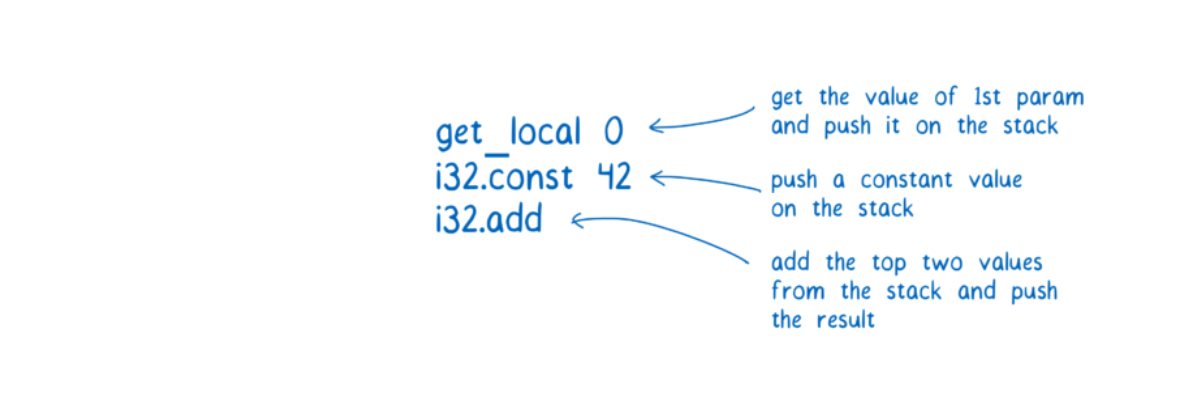 get_local 0
i32.const 42
i32.add
get the value of 1st param
and push it on the stack
push a constant value
on the stack
add the top two values
from the stack and push
the result